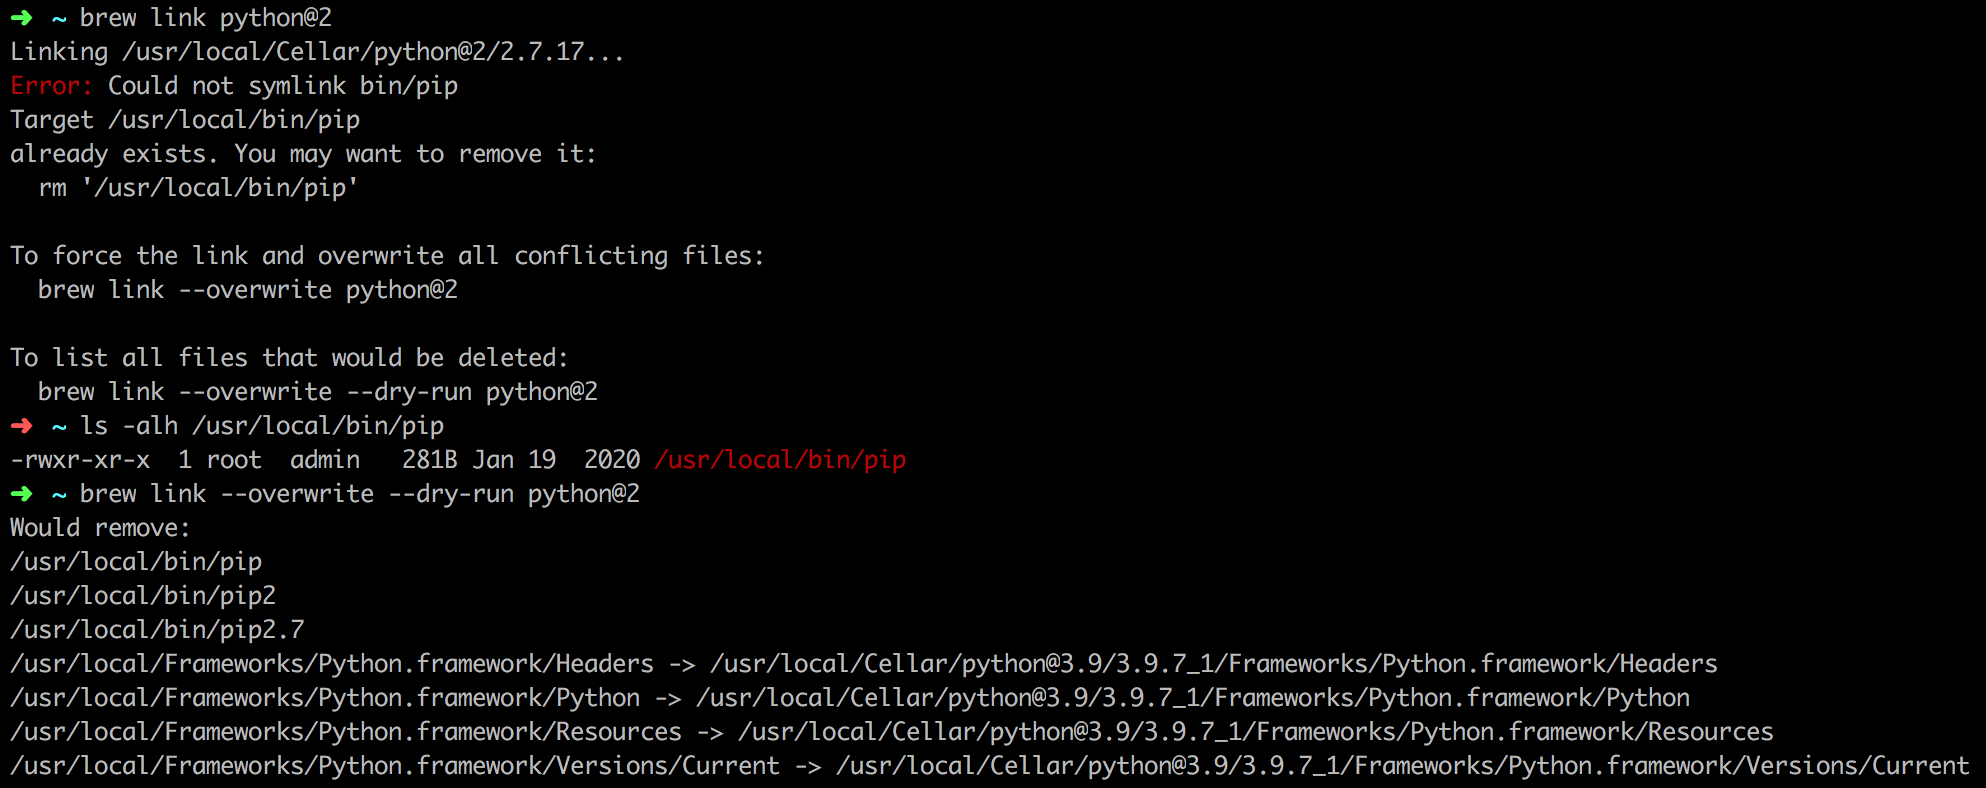 ➜ ~ brew link python@2
Linking /usr/local/Cellar/python@2/2.7.17...
Error: Could not symlink bin/pip
Target /usr/local/bin/pip
already exists. You may want to remove it:
  rm '/usr/local/bin/pip'

To force the link and overwrite all conflicting files:
  brew link --overwrite python@2

To list all files that would be deleted:
  brew link --overwrite --dry-run python@2
➜ ~ ls -alh /usr/local/bin/pip
-rwxr-xr-x  1 root  admin   281B Jan 19  2020 /usr/local/bin/pip
➜ ~ brew link --overwrite --dry-run python@2
Would remove:
/usr/local/bin/pip
/usr/local/bin/pip2
/usr/local/bin/pip2.7
/usr/local/Frameworks/Python.framework/Headers -> /usr/local/Cellar/python@3.9/3.9.7_1/Frameworks/Python.framework/Headers
/usr/local/Frameworks/Python.framework/Python -> /usr/local/Cellar/python@3.9/3.9.7_1/Frameworks/Python.framework/Python
/usr/local/Frameworks/Python.framework/Resources -> /usr/local/Cellar/python@3.9/3.9.7_1/Frameworks/Python.framework/Resources
/usr/local/Frameworks/Python.framework/Versions/Current -> /usr/local/Cellar/python@3.9/3.9.7_1/Frameworks/Python.framework/Versions/Current